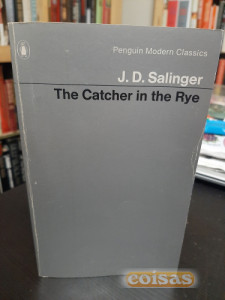 Penguin Modern Classics
J. D. Salinger
The Catcher in the Rye
coisas